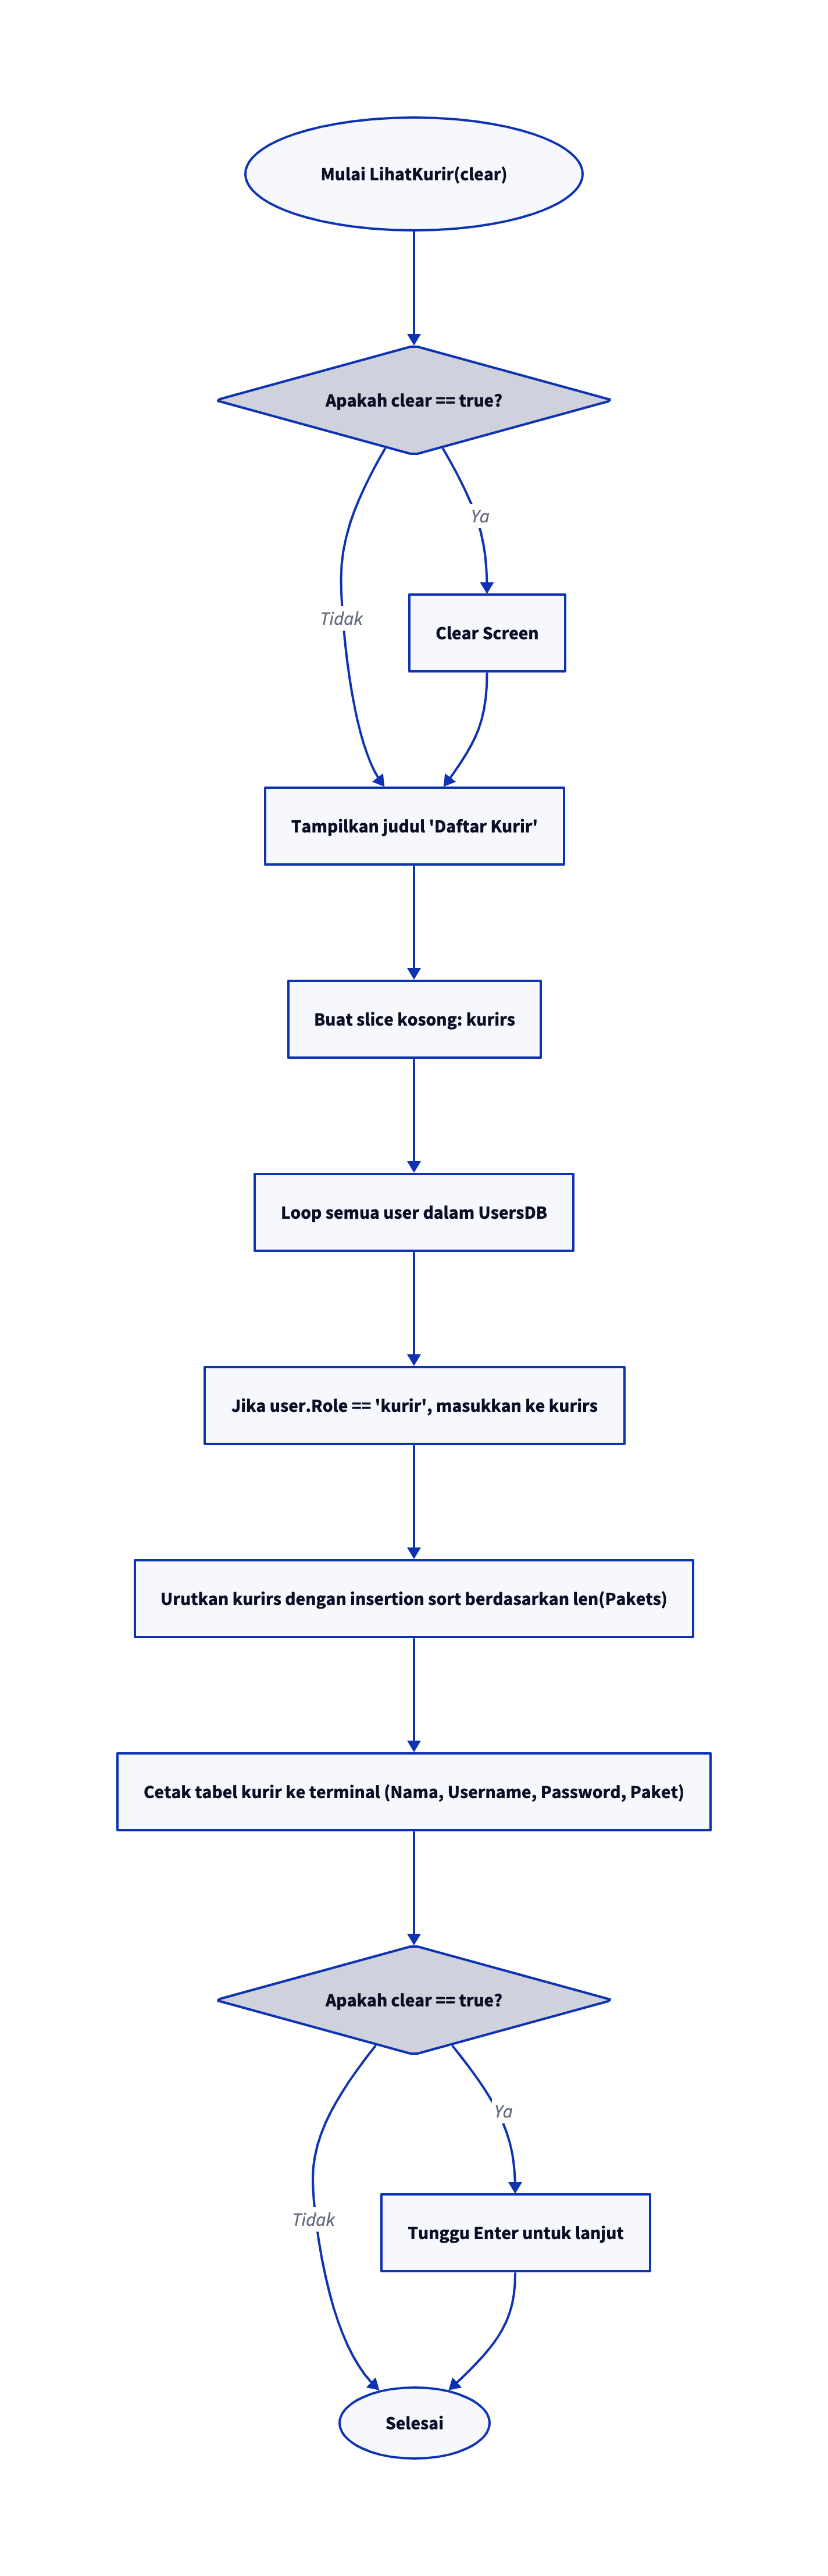 Mulai LihatKurir(clear)
Apakah clear == true?
Ya
Tidak
Clear Screen
Tampilkan judul 'Daftar Kurir'
Buat slice kosong: kurirs
Loop semua user dalam UsersDB
Jika user.Role == 'kurir', masukkan ke kurirs
Urutkan kurirs dengan insertion sort berdasarkan len(Pakets)
Cetak tabel kurir ke terminal (Nama, Username, Password, Paket)
Apakah clear == true?
Ya
Tidak
Tunggu Enter untuk lanjut
Selesai